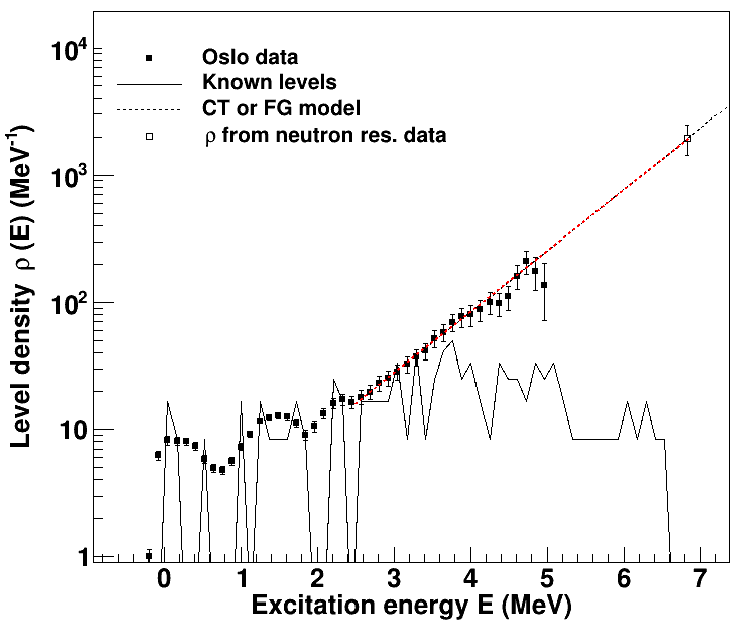 Oslo data
Known levels
CT or FG model
ρ from neutron res. data
Level density ρ (E) (MeV⁻¹)
10⁴
10³
10²
10
1
0 1 2 3 4 5 6 7
Excitation energy E (MeV)